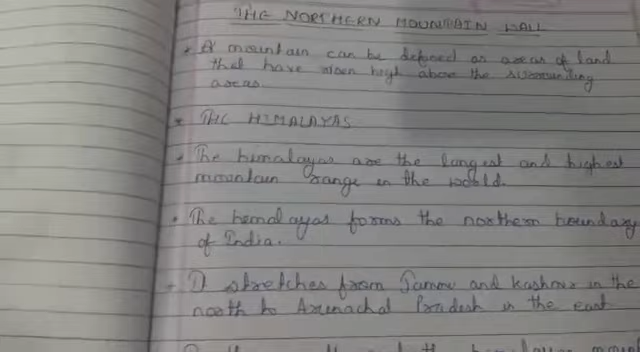 THE NORTHERN MOUNTAIN WALL
A mountain can be defined as areas of land
that have risen high above the surrounding
areas.
THE HIMALAYAS
The himalayas are the largest and highest
mountain range in the world.
The himalayas forms the northern boundary
of India.
It stretches from Jammu and Kashmir in the
north to Arunachal Pradesh in the east